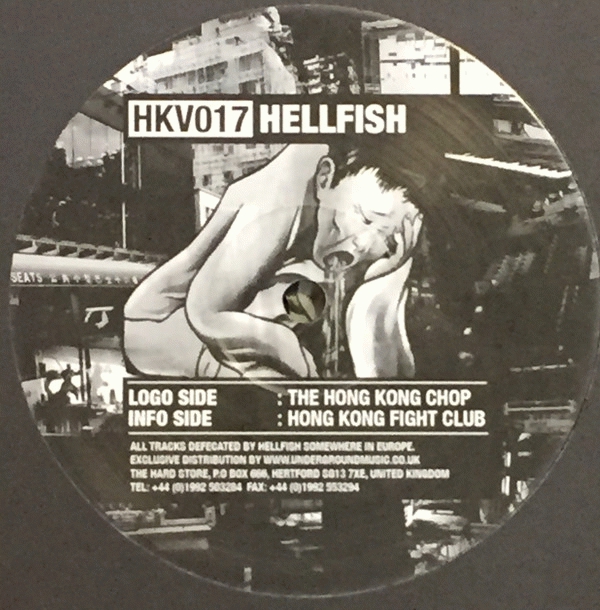 HKV017 HELLFISH
SEATS
LOGO SIDE : THE HONG KONG CHOP
INFO SIDE : HONG KONG FIGHT CLUB
ALL TRACKS DEFECATED BY HELLFISH SOMEWHERE IN EUROPE.
EXCLUSIVE DISTRIBUTION BY WWW.UNDERGROUNDMUSIC.CO.UK
THE HARD STORE, P.O BOX 666, HERTFORD SG13 7XE, UNITED KINGDOM
TEL: +44 (0)1992 503284 FAX: +44 (0)1992 553294